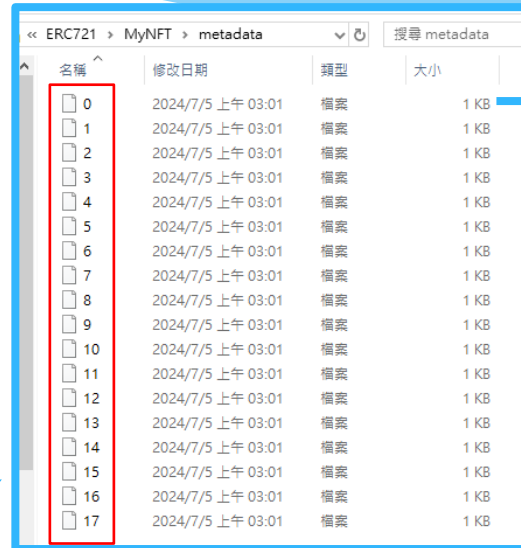 « ERC721 › MyNFT › metadata 搜尋 metadata
名稱 修改日期 類型 大小
0 2024/7/5 上午 03:01 檔案 1 KB
1 2024/7/5 上午 03:01 檔案 1 KB
2 2024/7/5 上午 03:01 檔案 1 KB
3 2024/7/5 上午 03:01 檔案 1 KB
4 2024/7/5 上午 03:01 檔案 1 KB
5 2024/7/5 上午 03:01 檔案 1 KB
6 2024/7/5 上午 03:01 檔案 1 KB
7 2024/7/5 上午 03:01 檔案 1 KB
8 2024/7/5 上午 03:01 檔案 1 KB
9 2024/7/5 上午 03:01 檔案 1 KB
10 2024/7/5 上午 03:01 檔案 1 KB
11 2024/7/5 上午 03:01 檔案 1 KB
12 2024/7/5 上午 03:01 檔案 1 KB
13 2024/7/5 上午 03:01 檔案 1 KB
14 2024/7/5 上午 03:01 檔案 1 KB
15 2024/7/5 上午 03:01 檔案 1 KB
16 2024/7/5 上午 03:01 檔案 1 KB
17 2024/7/5 上午 03:01 檔案 1 KB